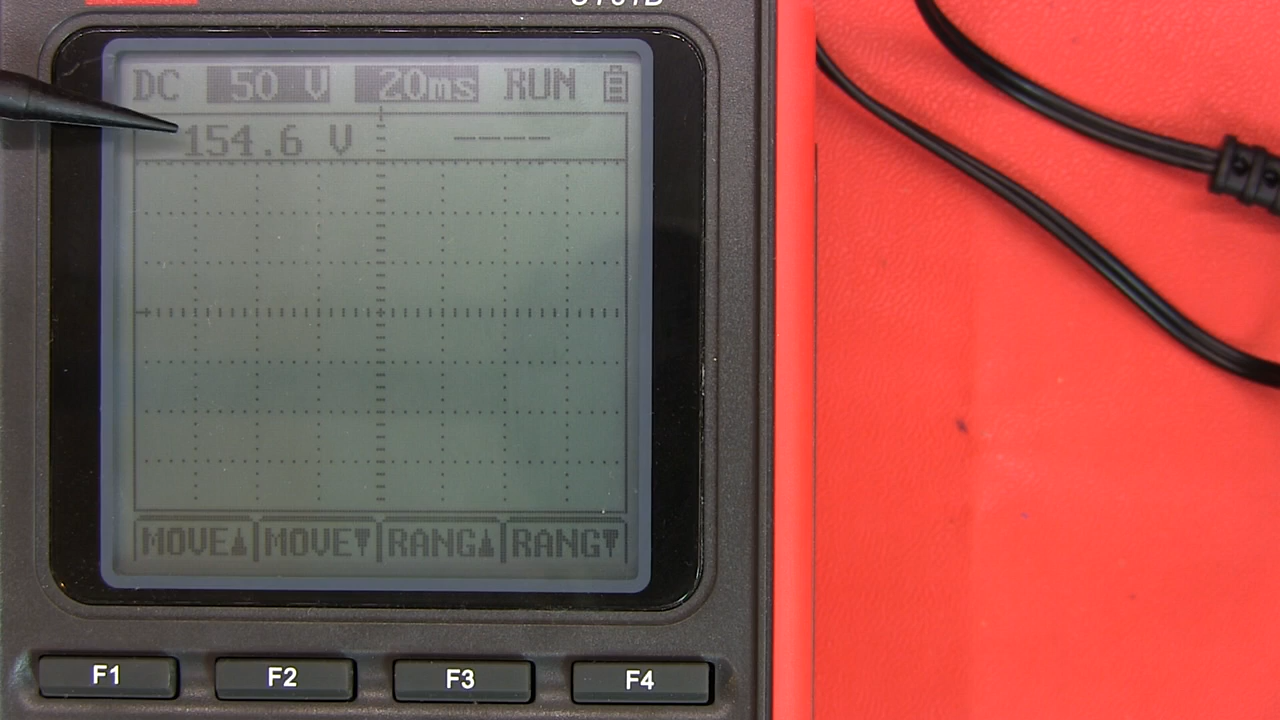 DC 50 V 20ms RUN
154.6 V ----
MOVE▲ MOVE▼ RANG▲ RANG▼
F1 F2 F3 F4